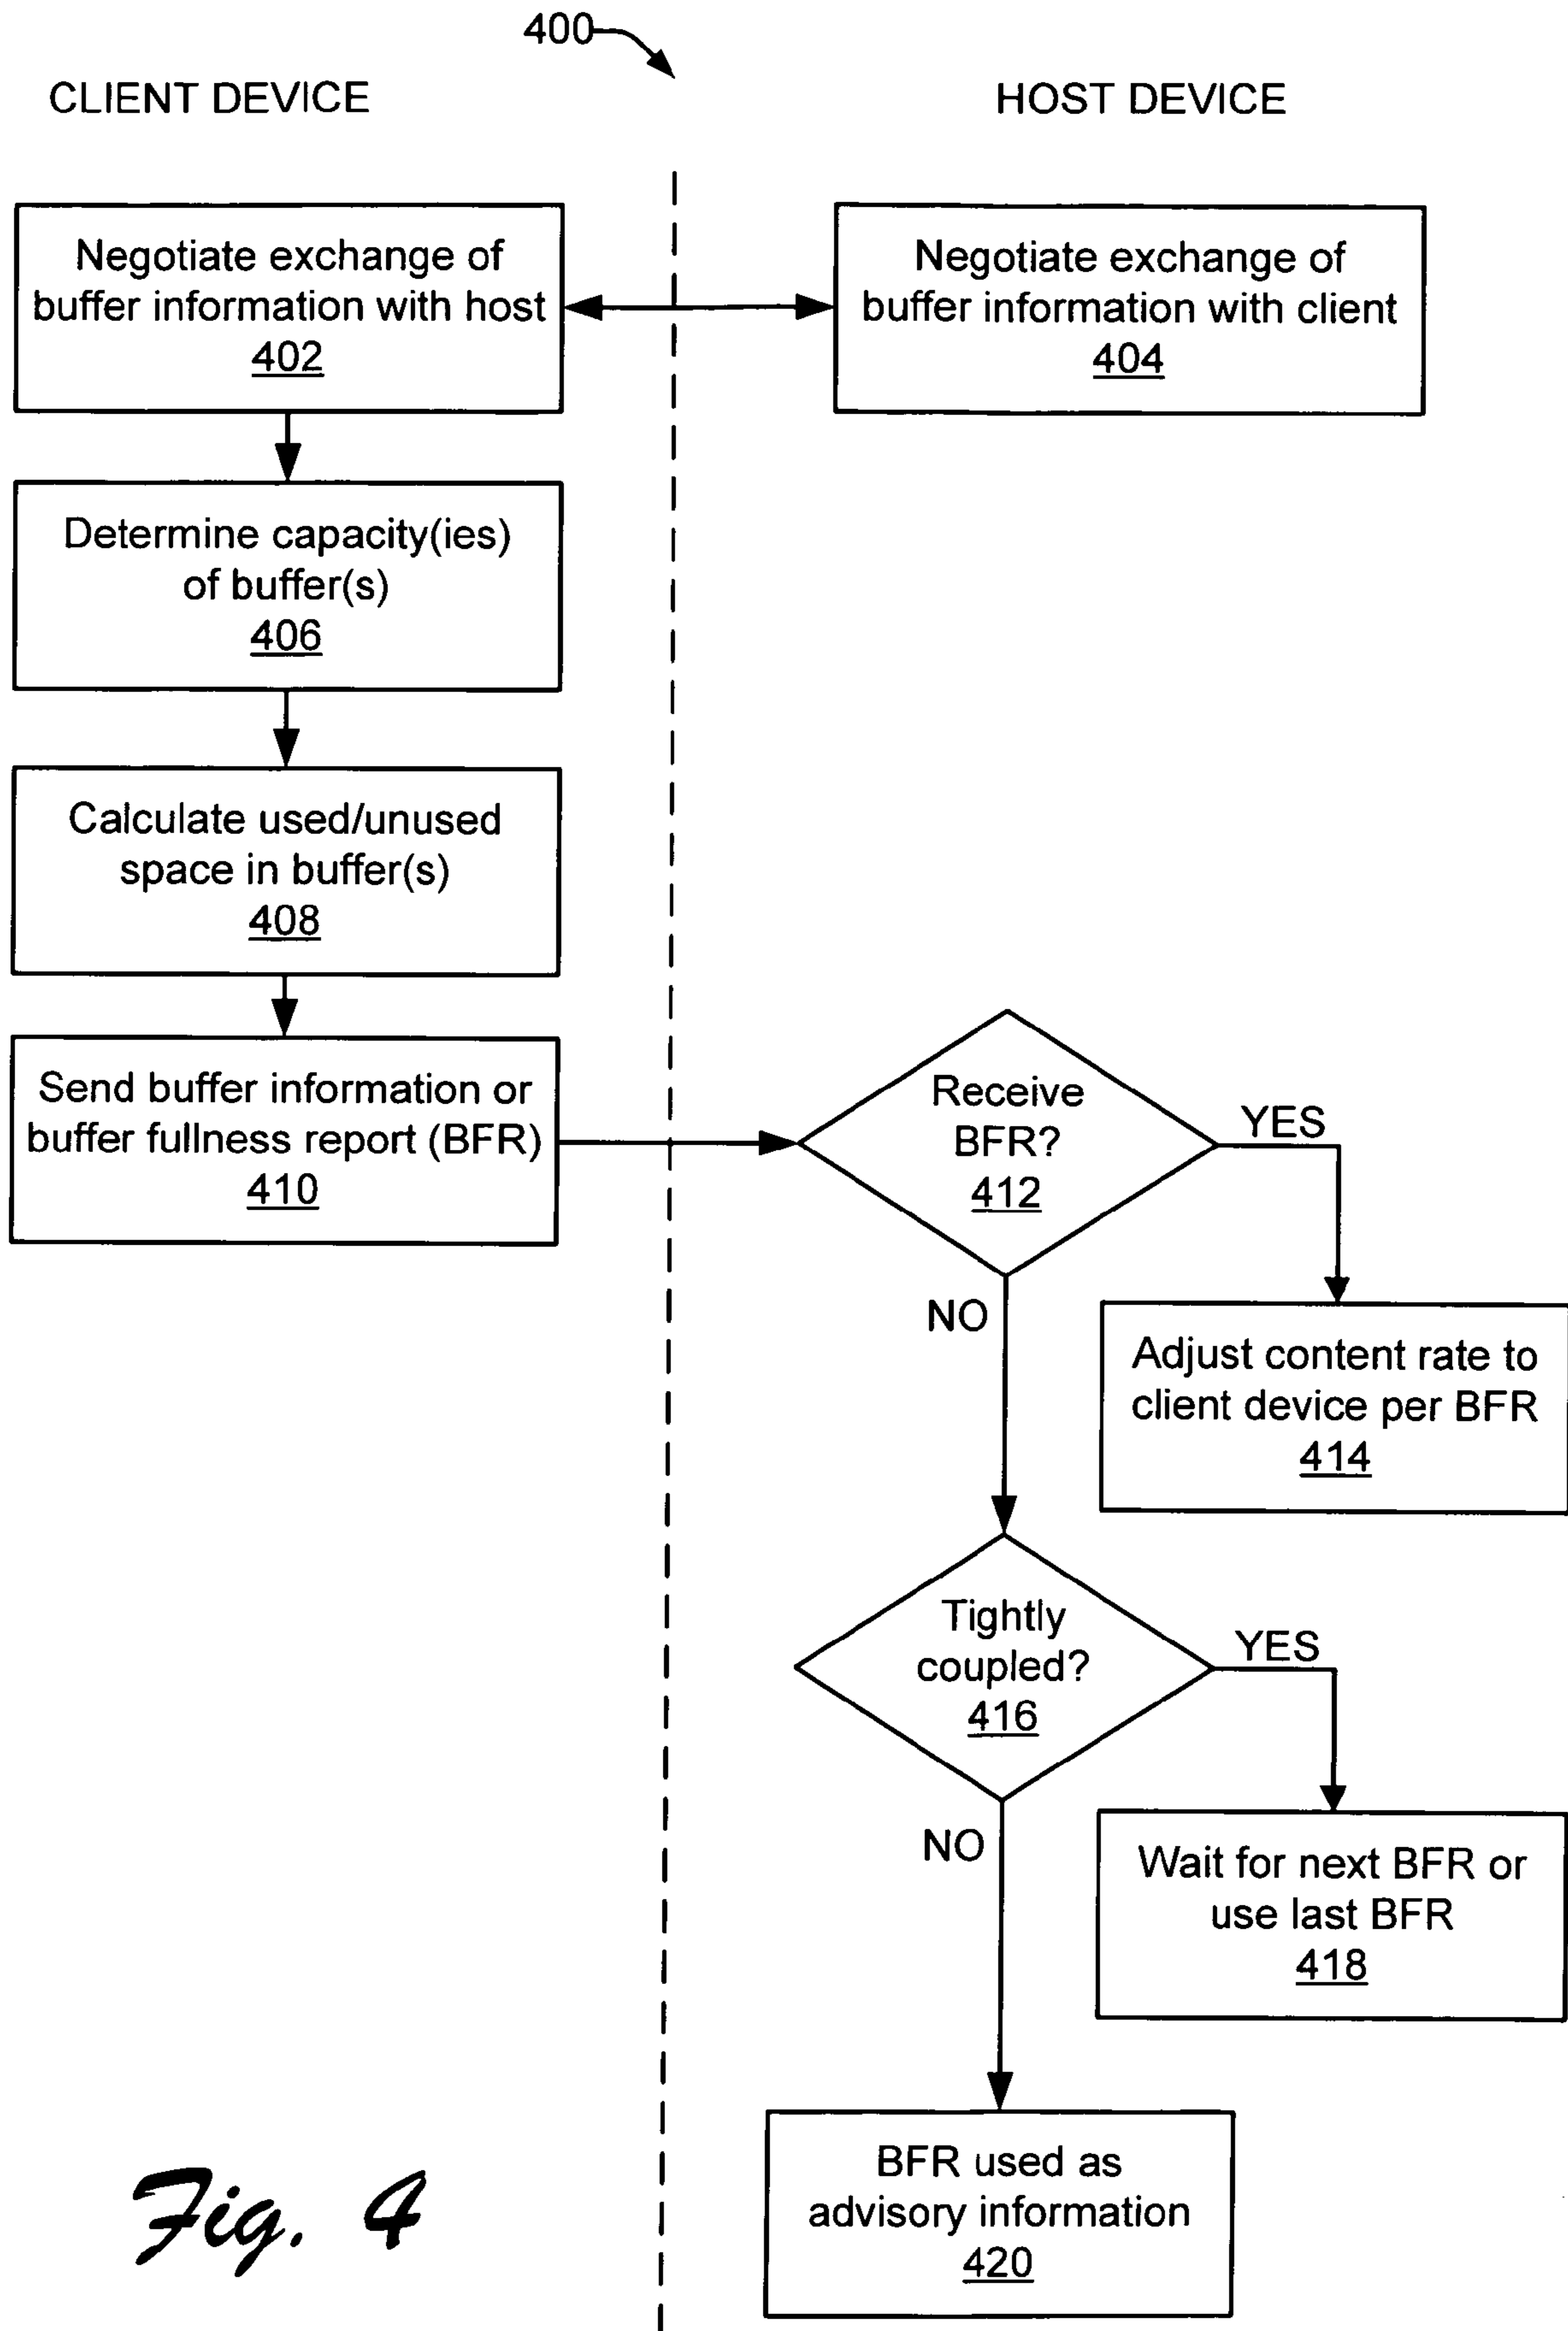 400
CLIENT DEVICE
HOST DEVICE
Negotiate exchange of
buffer information with host
402
Negotiate exchange of
buffer information with client
404
Determine capacity(ies)
of buffer(s)
406
Calculate used/unused
space in buffer(s)
408
Send buffer information or
buffer fullness report (BFR)
410
Receive
BFR?
412
YES
NO
Adjust content rate to
client device per BFR
414
Tightly
coupled?
416
YES
NO
Wait for next BFR or
use last BFR
418
BFR used as
advisory information
420
Fig. 4